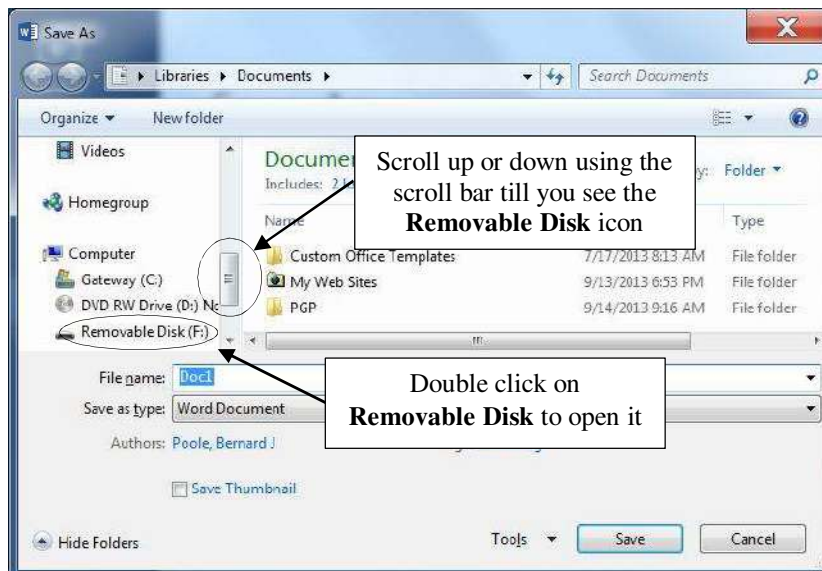 Save As
Libraries Documents
Search Documents
Organize New folder
Videos
Homegroup
Computer
Gateway (C:)
DVD RW Drive (D:)
Removable Disk (F:)
Includes: 2
Folder
Name
Type
Custom Office Templates 7/17/2013 8:13 AM File folder
My Web Sites 9/13/2013 6:53 PM File folder
PGP 9/14/2013 9:16 AM File folder
Scroll up or down using the
scroll bar till you see the
Removable Disk icon
Double click on
Removable Disk to open it
File name: Doc1
Save as type: Word Document
Authors: Poole, Bernard J
Save Thumbnail
Hide Folders
Tools Save Cancel